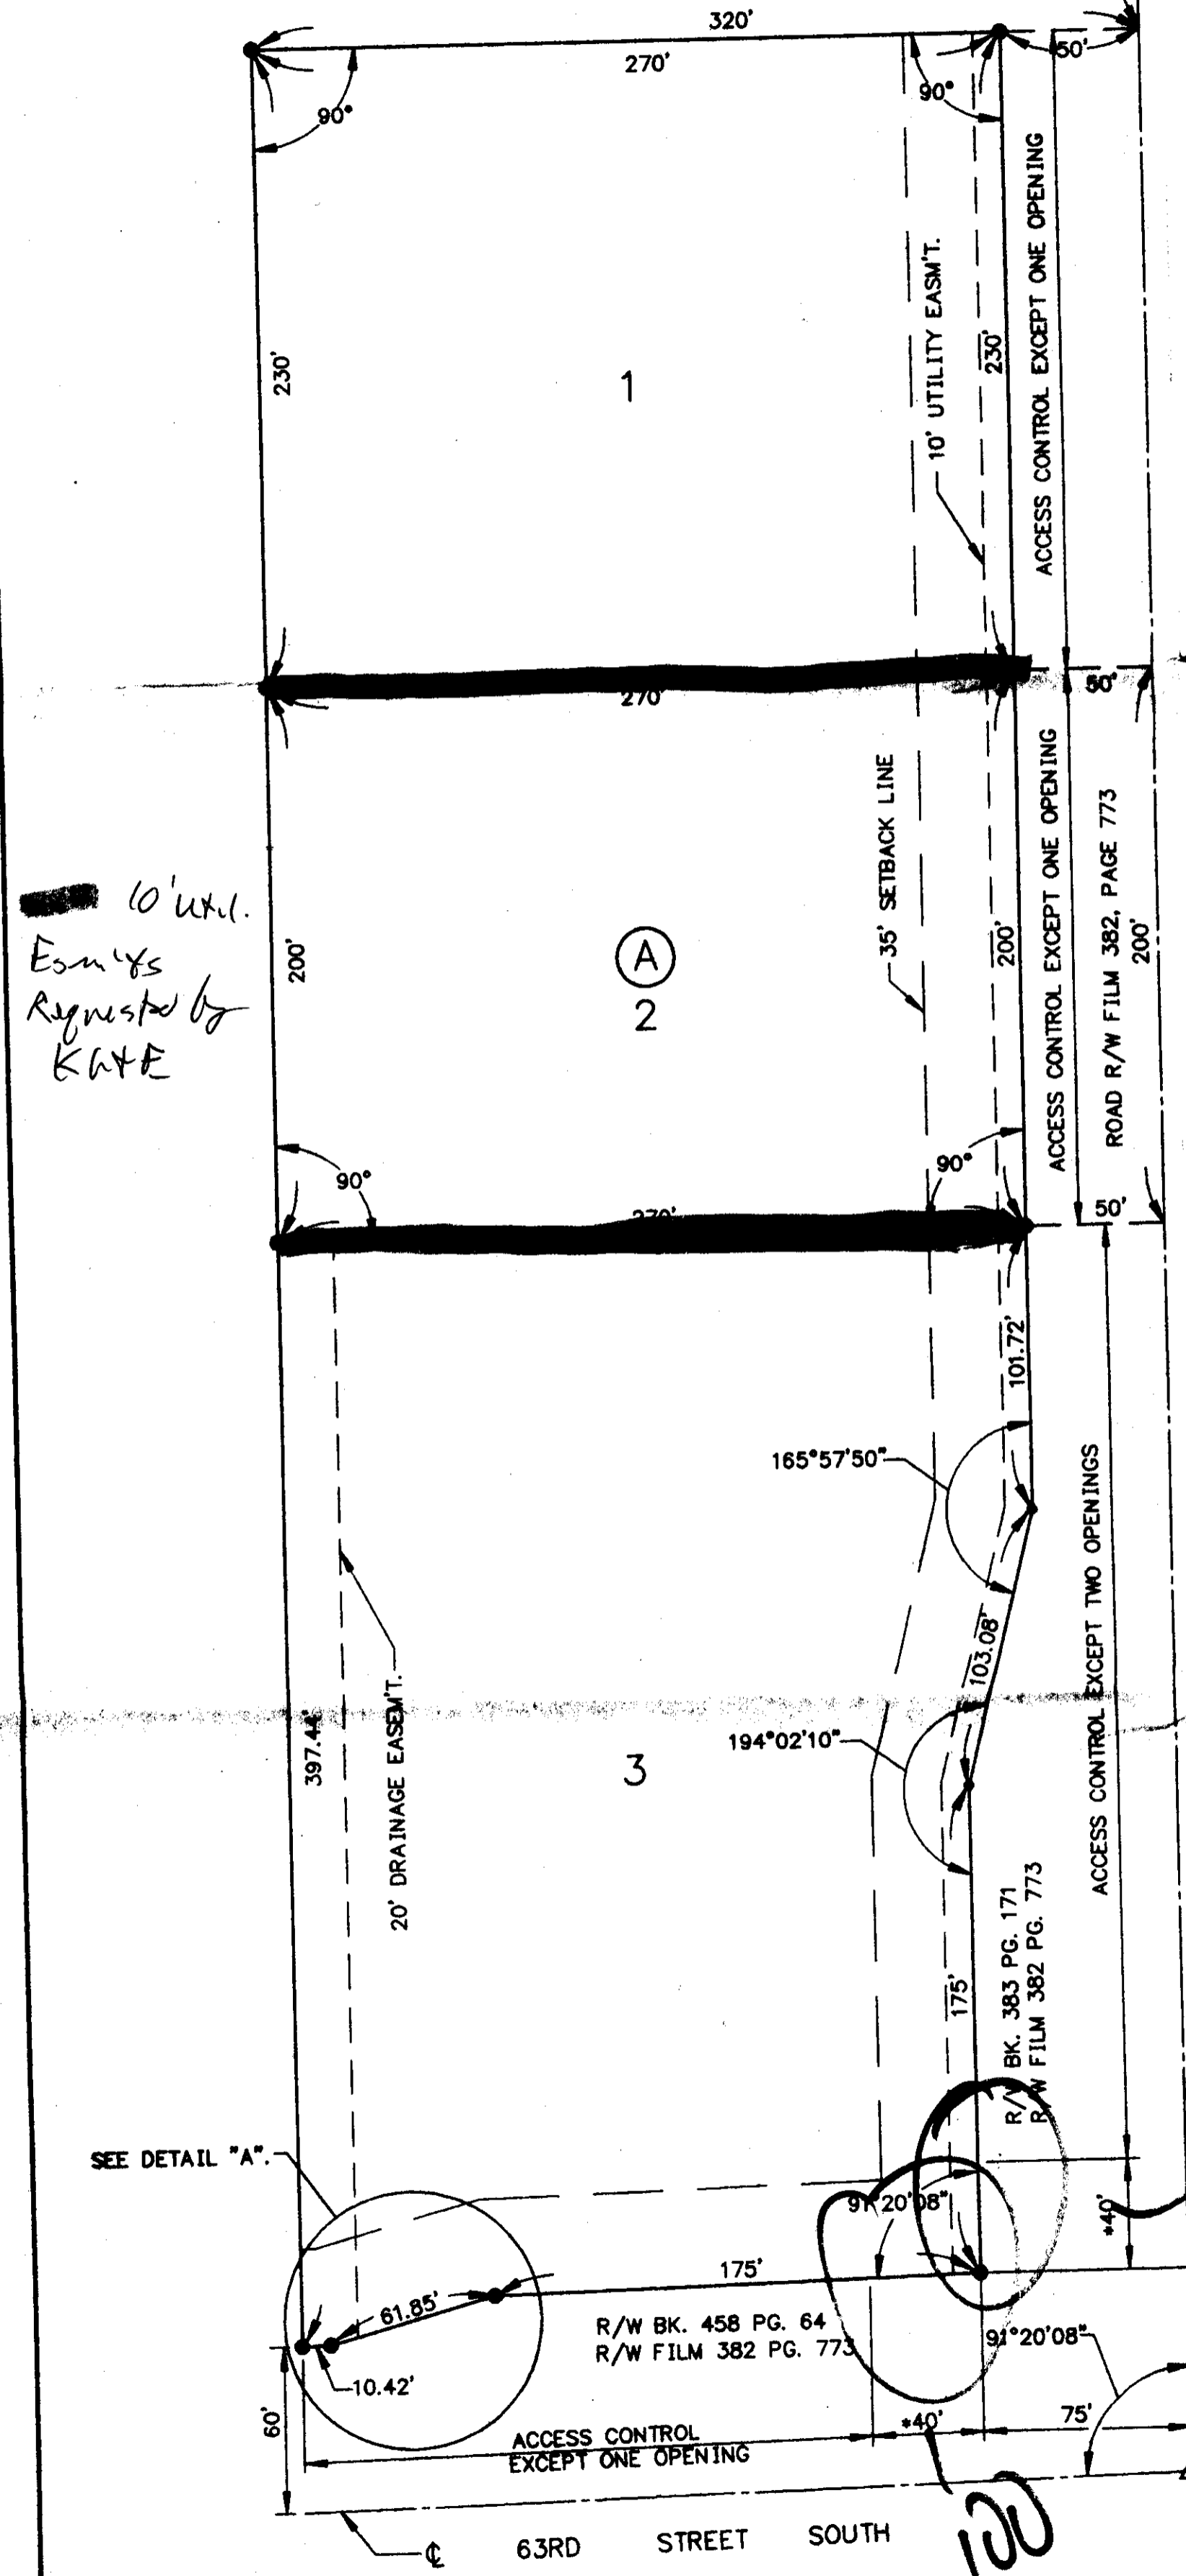 320'
270'
50'
90°
90°
230'
1
10' UTILITY EASM'T.
230'
ACCESS CONTROL EXCEPT ONE OPENING
270'
50'
10' Util.
Esm'ts
Requested by
KG&E
200'
A
2
35' SETBACK LINE
200'
ACCESS CONTROL EXCEPT ONE OPENING
ROAD R/W FILM 382, PAGE 773
200'
90°
90°
270'
50'
101.72'
165°57'50"
103.08'
194°02'10"
397.44'
20' DRAINAGE EASEM'T.
3
ACCESS CONTROL EXCEPT TWO OPENINGS
175'
R/W BK. 383 PG. 171
R/W FILM 382 PG. 773
SEE DETAIL "A".
91°20'08"
*40'
175'
61.85'
R/W BK. 458 PG. 64
R/W FILM 382 PG. 773
91°20'08"
10.42'
60'
*40'
75'
ACCESS CONTROL
EXCEPT ONE OPENING
100
℄ 63RD STREET SOUTH